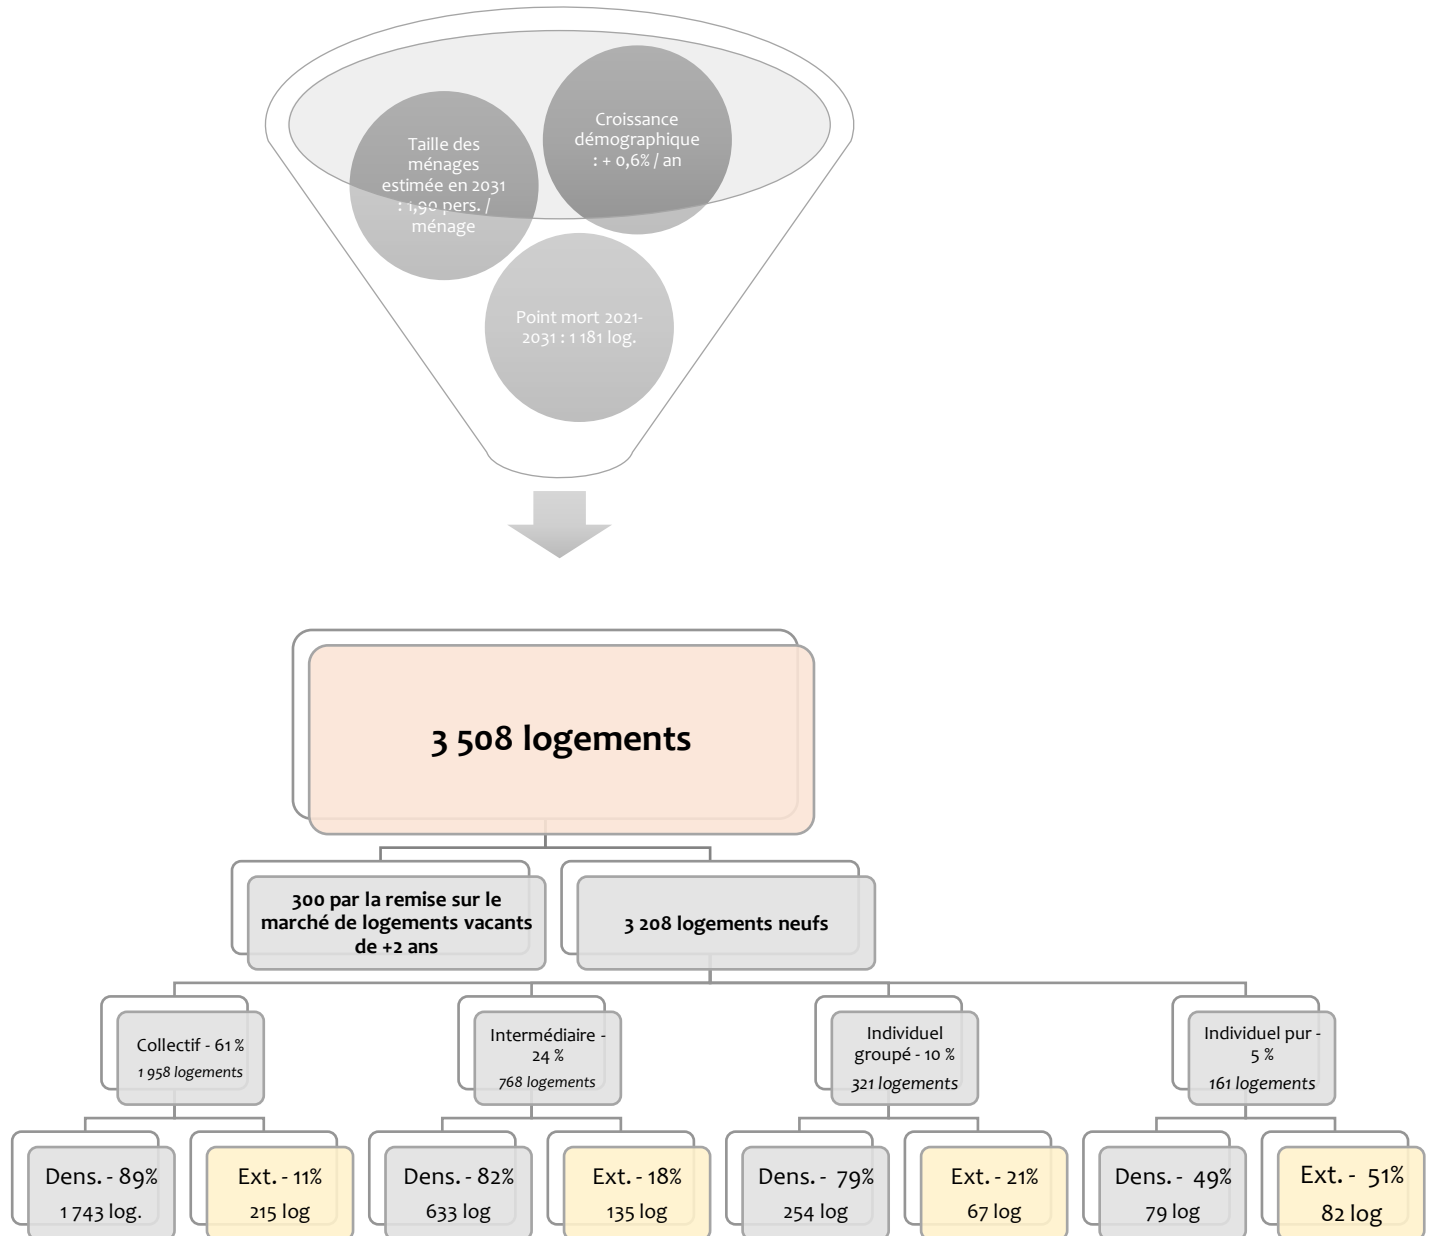 Croissance
démographique
: + 0,6% / an
Taille des
ménages
estimée en 2031
: 1,90 pers. /
ménage
Point mort 2021-
2031 : 1 181 log.
3 508 logements
300 par la remise sur le
marché de logements vacants
de +2 ans
3 208 logements neufs
Collectif - 61 %
1 958 logements
Intermédiaire -
24 %
768 logements
Individuel
groupé - 10 %
321 logements
Individuel pur -
5 %
161 logements
Dens. - 89%
1 743 log.
Ext. - 11%
215 log
Dens. - 82%
633 log
Ext. - 18%
135 log
Dens. - 79%
254 log
Ext. - 21%
67 log
Dens. - 49%
79 log
Ext. - 51%
82 log